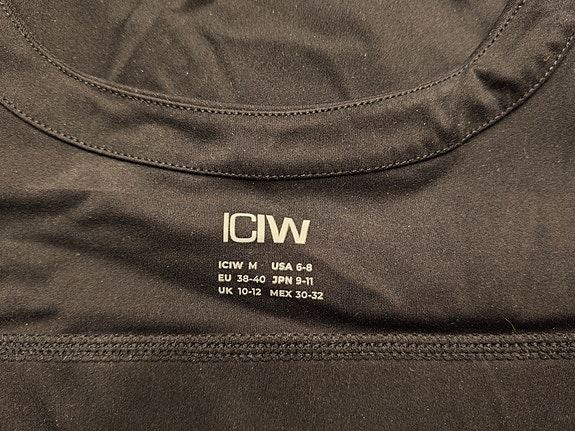 ICIW
ICIW M USA 6-8
EU 38-40 JPN 9-11
UK 10-12 MEX 30-32